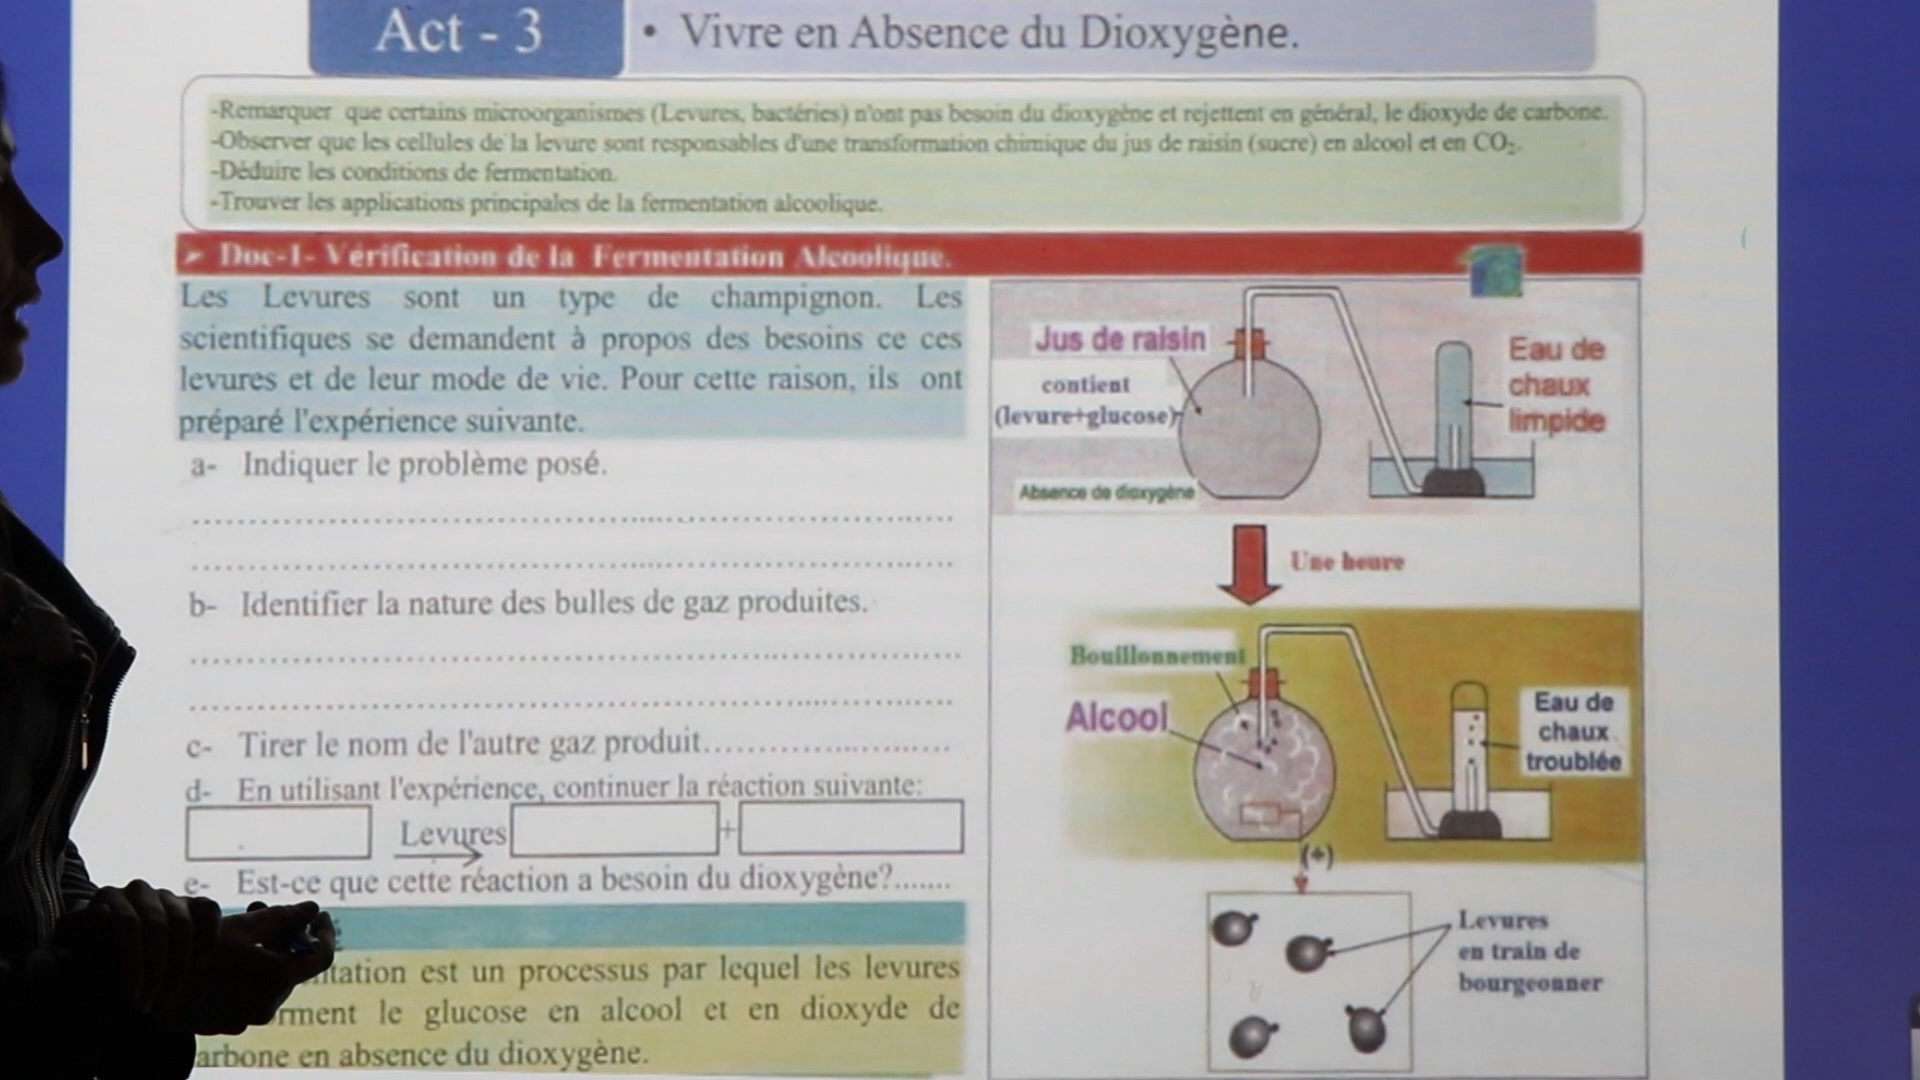 Act - 3
• Vivre en Absence du Dioxygène.
-Remarquer que certains microorganismes (Levures, bactéries) n'ont pas besoin du dioxygène et rejettent en général, le dioxyde de carbone.
-Observer que les cellules de la levure sont responsables d'une transformation chimique du jus de raisin (sucre) en alcool et en CO₂.
-Déduire les conditions de fermentation.
-Trouver les applications principales de la fermentation alcoolique.
➤ Doc-1- Vérification de la Fermentation Alcoolique.
Les Levures sont un type de champignon. Les
scientifiques se demandent à propos des besoins ce ces
levures et de leur mode de vie. Pour cette raison, ils ont
préparé l'expérience suivante.
a- Indiquer le problème posé.
b- Identifier la nature des bulles de gaz produites.
c- Tirer le nom de l'autre gaz produit
d- En utilisant l'expérience, continuer la réaction suivante:
Levures
+
e- Est-ce que cette réaction a besoin du dioxygène?
tation est un processus par lequel les levures
rment le glucose en alcool et en dioxyde de
arbone en absence du dioxygène.
Jus de raisin
contient
(levure+glucose)
Absence de dioxygène
Eau de
chaux
limpide
Une heure
Bouillonnement
Alcool
Eau de
chaux
troublée
(+)
Levures
en train de
bourgeonner